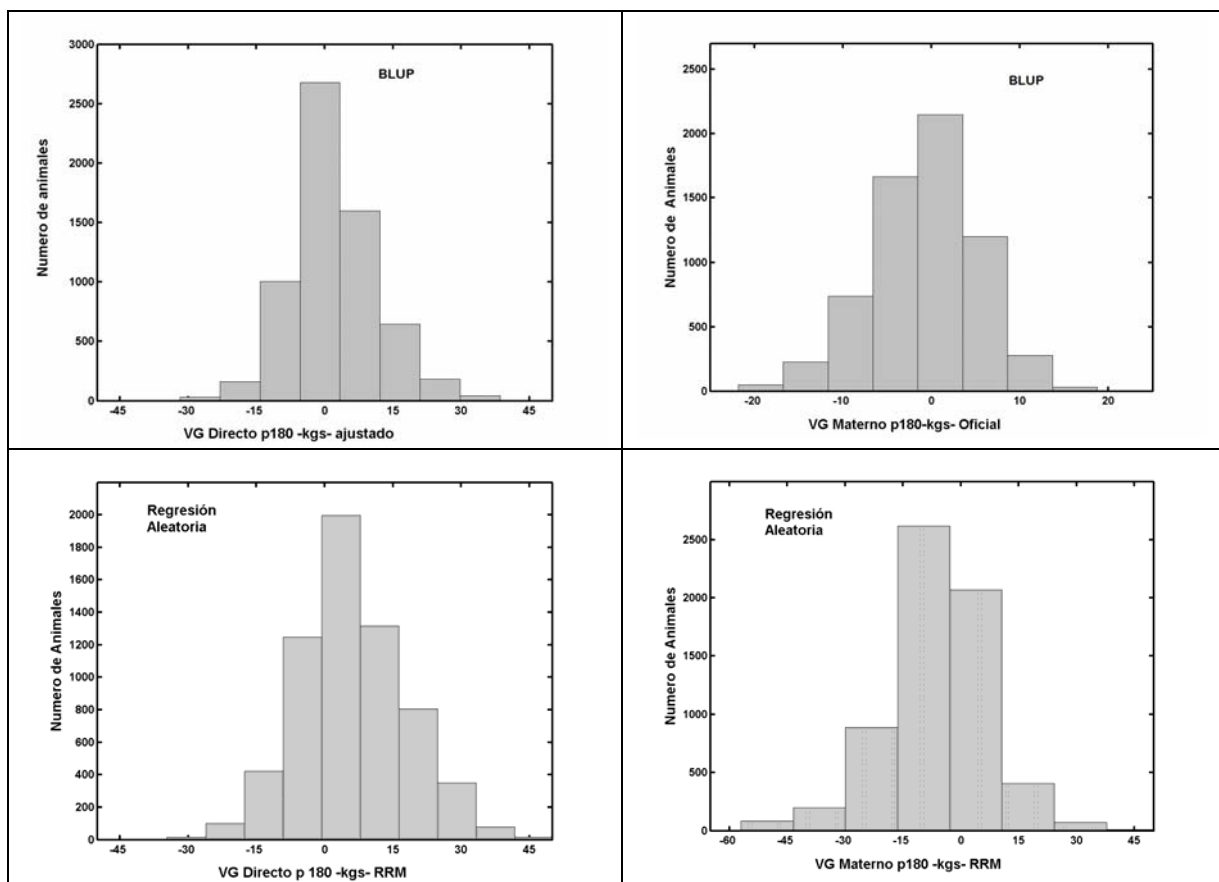 3000
2500
2000
1500
1000
500
0
Numero de animales
BLUP
-45 -30 -15 0 15 30 45
VG Directo p180 -kgs- ajustado
2500
2000
1500
1000
500
0
Numero de Animales
BLUP
-20 -10 0 10 20
VG Materno p180-kgs- Oficial
2000
1800
1600
1400
1200
1000
800
600
400
200
0
Numero de Animales
Regresión
Aleatoria
-45 -30 -15 0 15 30 45
VG Directo p 180 -kgs- RRM
2500
2000
1500
1000
500
0
Numero de Animales
Regresión
Aleatoria
-60 -45 -30 -15 0 15 30 45
VG Materno p180 -kgs- RRM